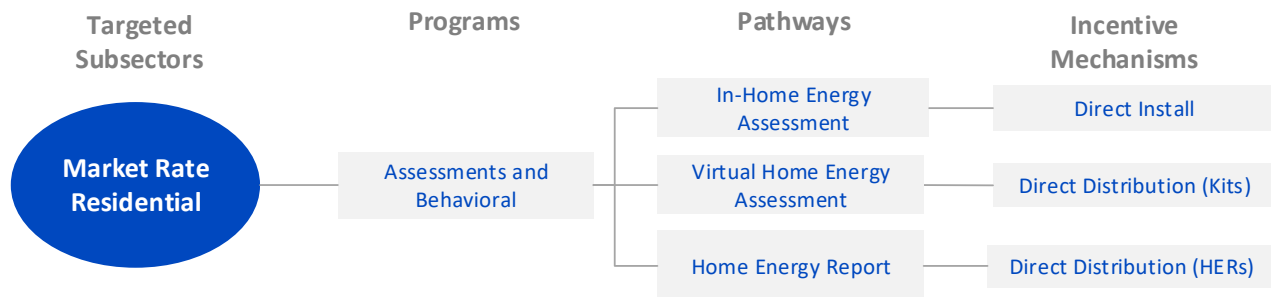 Targeted
Subsectors
Programs
Pathways
Incentive
Mechanisms
Market Rate
Residential
Assessments and
Behavioral
In-Home Energy
Assessment
Direct Install
Virtual Home Energy
Assessment
Direct Distribution (Kits)
Home Energy Report
Direct Distribution (HERs)